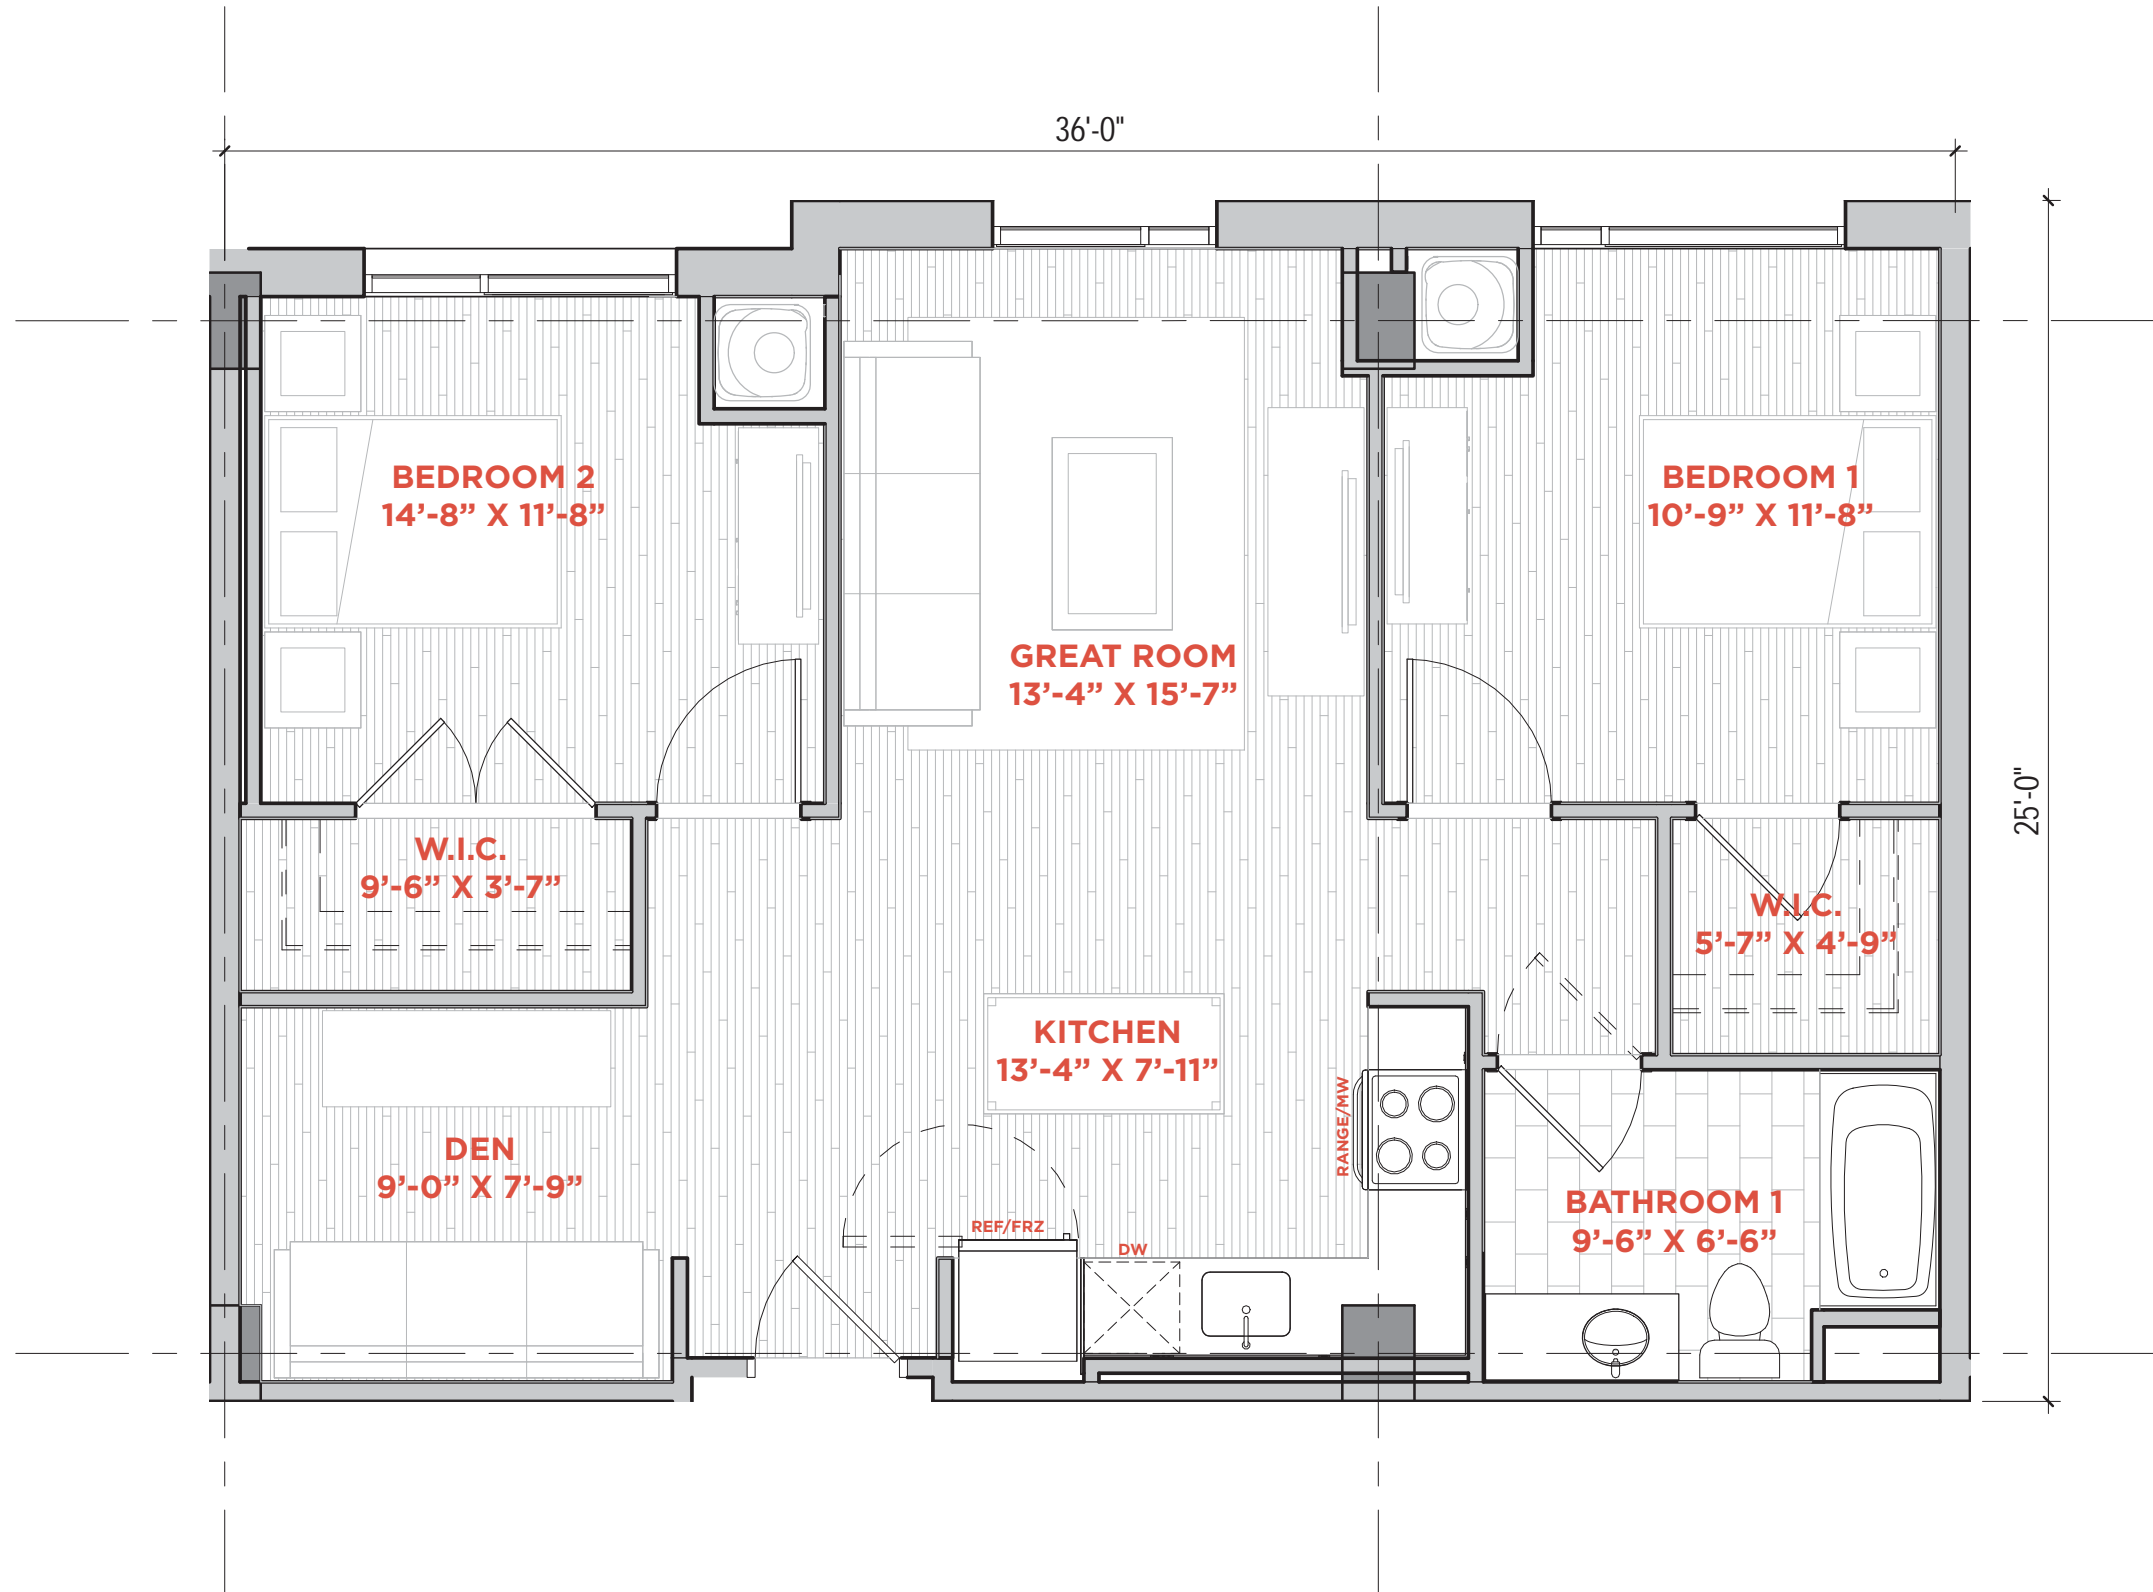 36'-0"
BEDROOM 2
14’-8” X 11’-8”
BEDROOM 1
10’-9” X 11’-8”
GREAT ROOM
13’-4” X 15’-7”
25'-0"
W.I.C.
9’-6” X 3’-7”
W.I.C.
5’-7” X 4’-9”
KITCHEN
13’-4” X 7’-11”
RANGE/MW
DEN
9’-0” X 7’-9”
BATHROOM 1
9’-6” X 6’-6”
REF/FRZ
DW